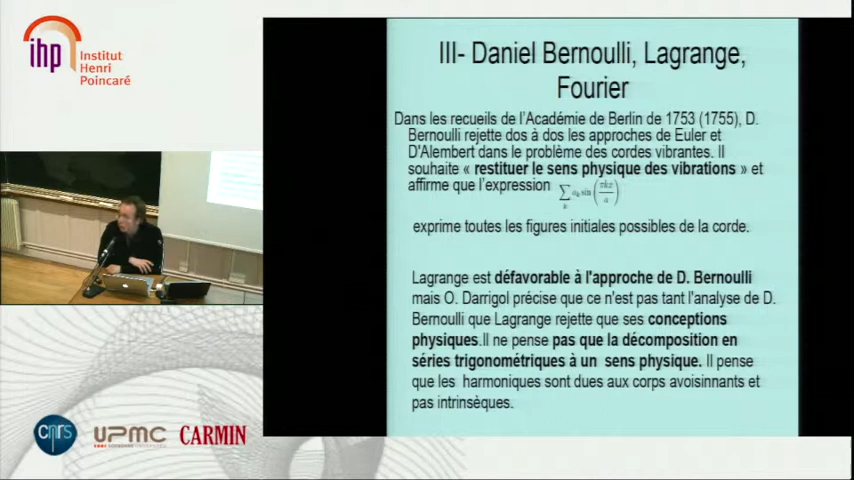 ihp Institut
Henri
Poincaré
III- Daniel Bernoulli, Lagrange,
Fourier
Dans les recueils de l'Académie de Berlin de 1753 (1755), D.
Bernoulli rejette dos à dos les approches de Euler et
D'Alembert dans le problème des cordes vibrantes. Il
souhaite « restituer le sens physique des vibrations » et
affirme que l'expression ∑ₖ aₖ sin(πkx/a)
exprime toutes les figures initiales possibles de la corde.
Lagrange est défavorable à l'approche de D. Bernoulli
mais O. Darrigol précise que ce n'est pas tant l'analyse de D.
Bernoulli que Lagrange rejette que ses conceptions
physiques.Il ne pense pas que la décomposition en
séries trigonométriques à un sens physique. Il pense
que les harmoniques sont dues aux corps avoisinnants et
pas intrinsèques.
cnrs UPMC CARMIN